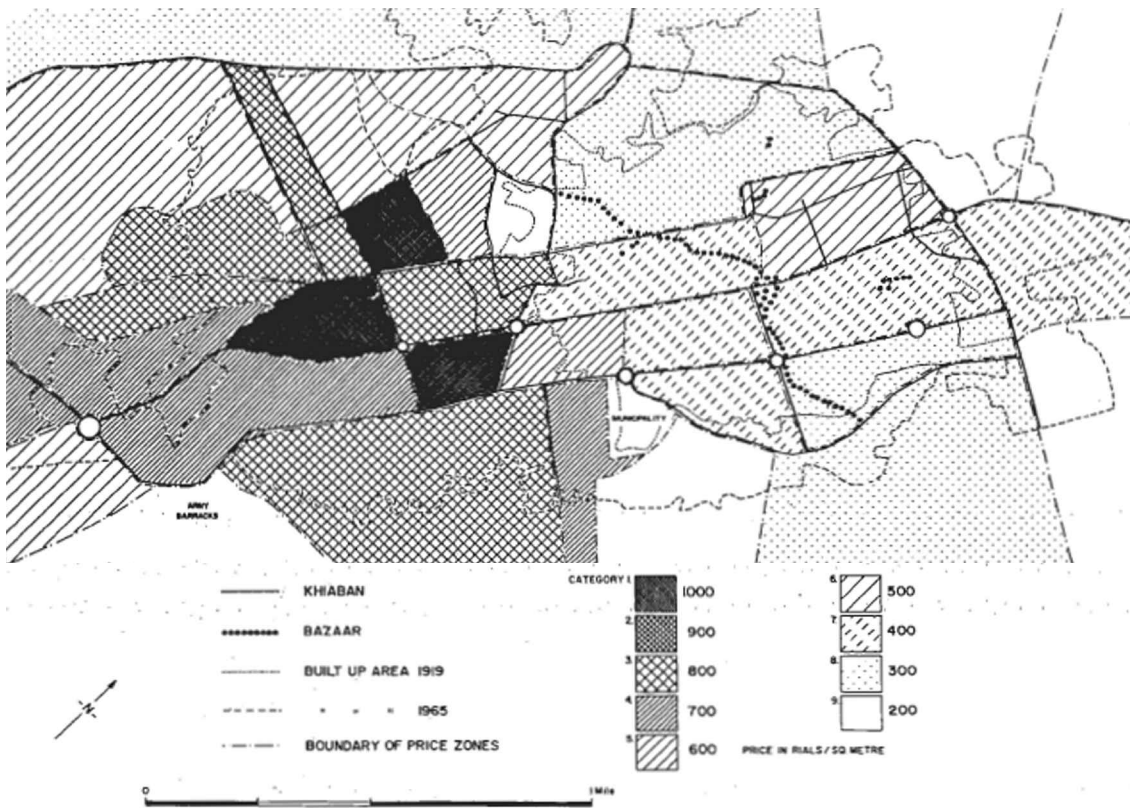 MUNICIPALITY
ARMY
BARRACKS
KHIABAN
BAZAAR
BUILT UP AREA 1919
" " " 1965
BOUNDARY OF PRICE ZONES
-N-
0 1 Mile
CATEGORY 1. 1000
2. 900
3. 800
4. 700
5. 600
6. 500
7. 400
8. 300
9. 200
PRICE IN RIALS/SQ METRE